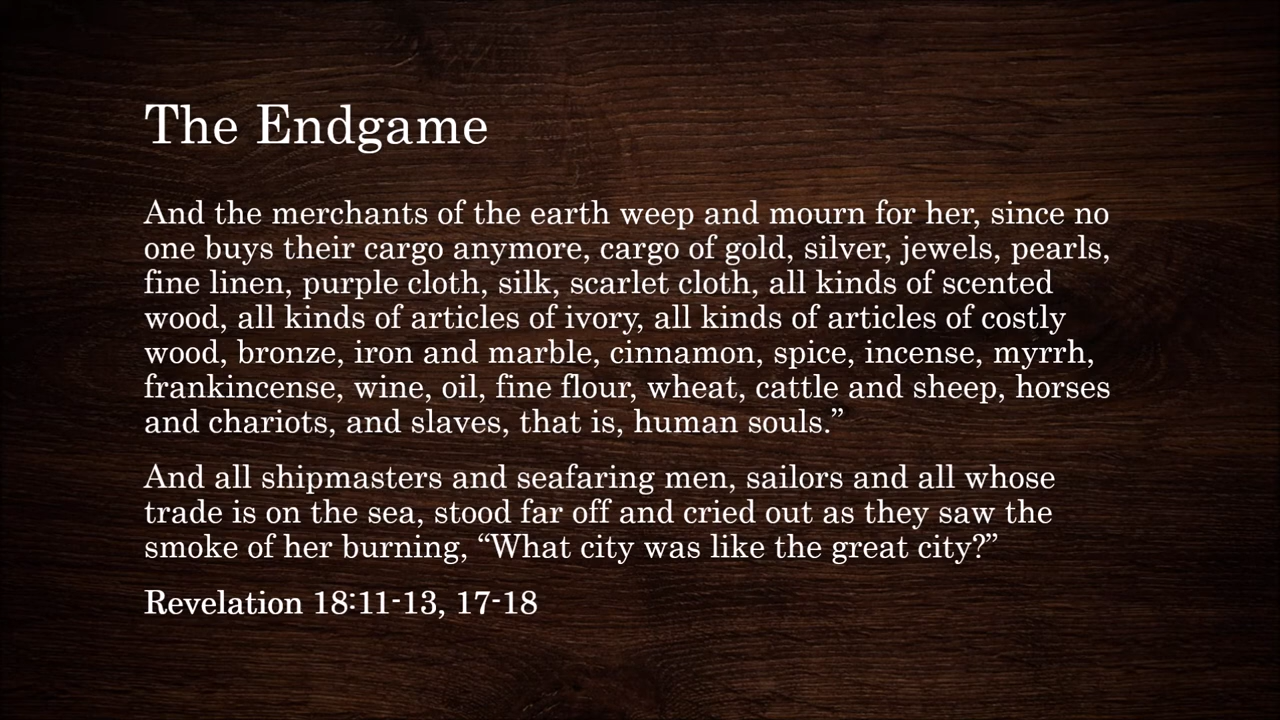 The Endgame
And the merchants of the earth weep and mourn for her, since no
one buys their cargo anymore, cargo of gold, silver, jewels, pearls,
fine linen, purple cloth, silk, scarlet cloth, all kinds of scented
wood, all kinds of articles of ivory, all kinds of articles of costly
wood, bronze, iron and marble, cinnamon, spice, incense, myrrh,
frankincense, wine, oil, fine flour, wheat, cattle and sheep, horses
and chariots, and slaves, that is, human souls.”
And all shipmasters and seafaring men, sailors and all whose
trade is on the sea, stood far off and cried out as they saw the
smoke of her burning, “What city was like the great city?”
Revelation 18:11-13, 17-18